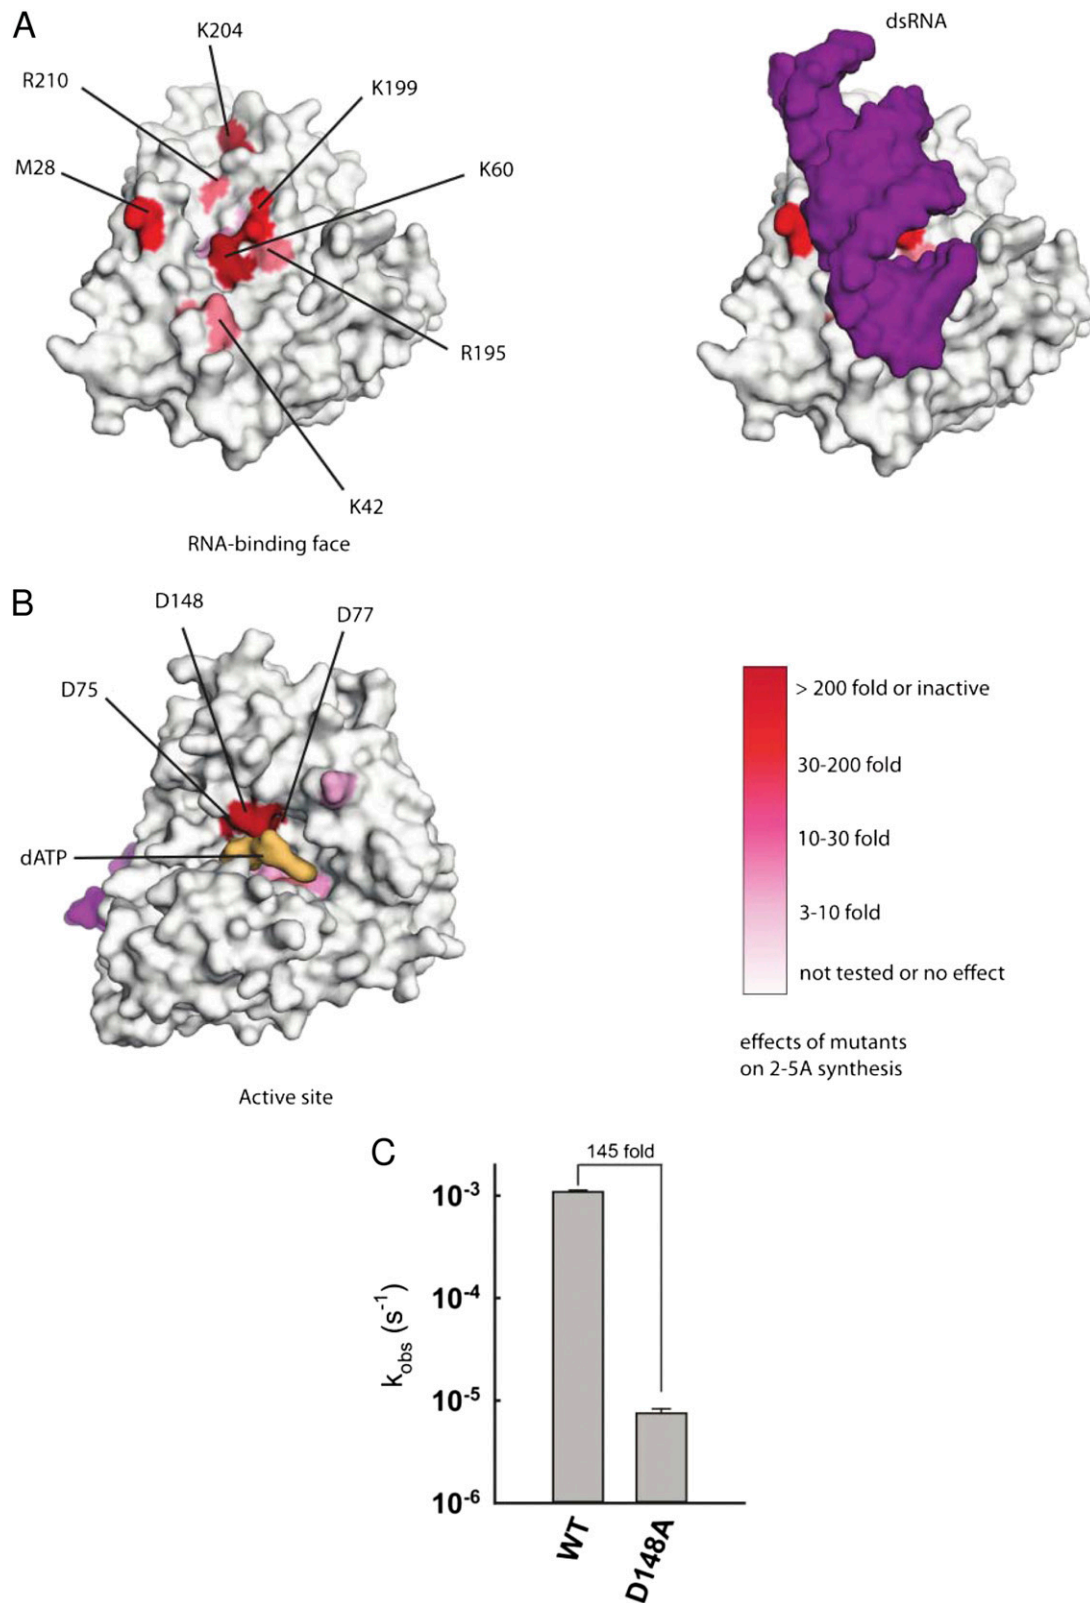 A
K204
dsRNA
R210
K199
M28
K60
R195
K42
RNA-binding face
B
D148
D77
D75
dATP
Active site
> 200 fold or inactive
30-200 fold
10-30 fold
3-10 fold
not tested or no effect
effects of mutants
on 2-5A synthesis
C
145 fold
10⁻³
10⁻⁴
10⁻⁵
10⁻⁶
k_obs (s⁻¹)
WT
D148A